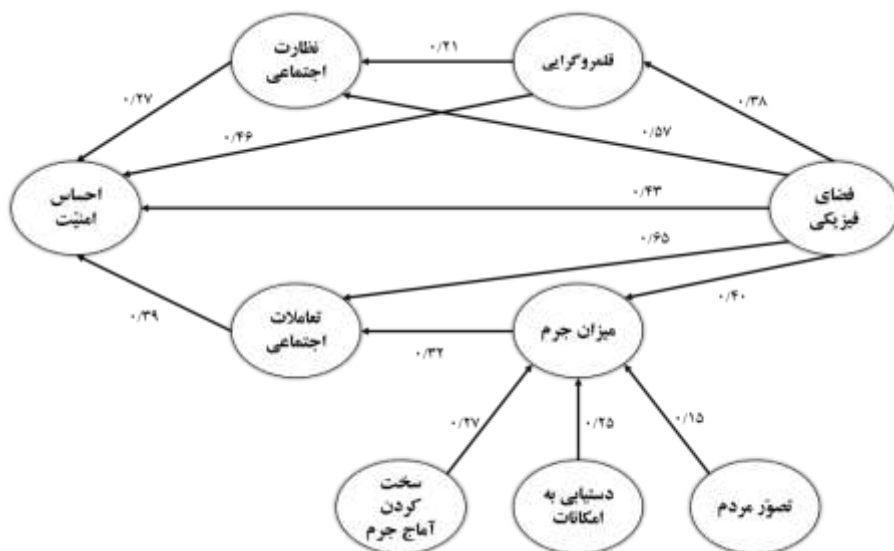 نظارت
اجتماعی
۰/۲۱
قلمروگرایی
۰/۳۸
۰/۲۷
۰/۴۶
۰/۵۷
احساس
امنیّت
۰/۴۳
فضای
فیزیکی
۰/۶۵
۰/۴۰
۰/۳۹
تعاملات
اجتماعی
۰/۳۲
میزان جرم
۰/۲۷
۰/۲۵
۰/۱۵
سخت
کردن
آماج جرم
دستیابی به
امکانات
تصوّر مردم